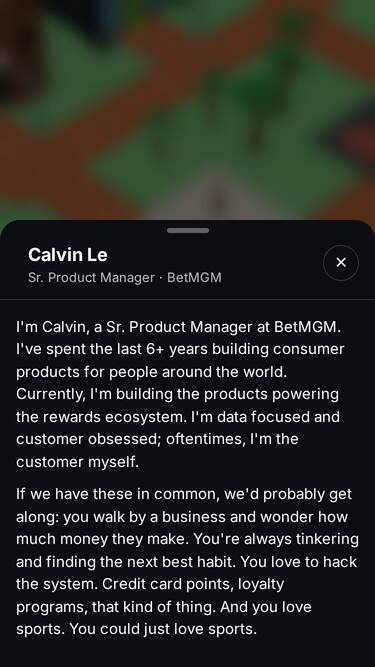 Calvin Le
Sr. Product Manager · BetMGM
I'm Calvin, a Sr. Product Manager at BetMGM.
I've spent the last 6+ years building consumer
products for people around the world.
Currently, I'm building the products powering
the rewards ecosystem. I'm data focused and
customer obsessed; oftentimes, I'm the
customer myself.
If we have these in common, we'd probably get
along: you walk by a business and wonder how
much money they make. You're always tinkering
and finding the next best habit. You love to hack
the system. Credit card points, loyalty
programs, that kind of thing. And you love
sports. You could just love sports.